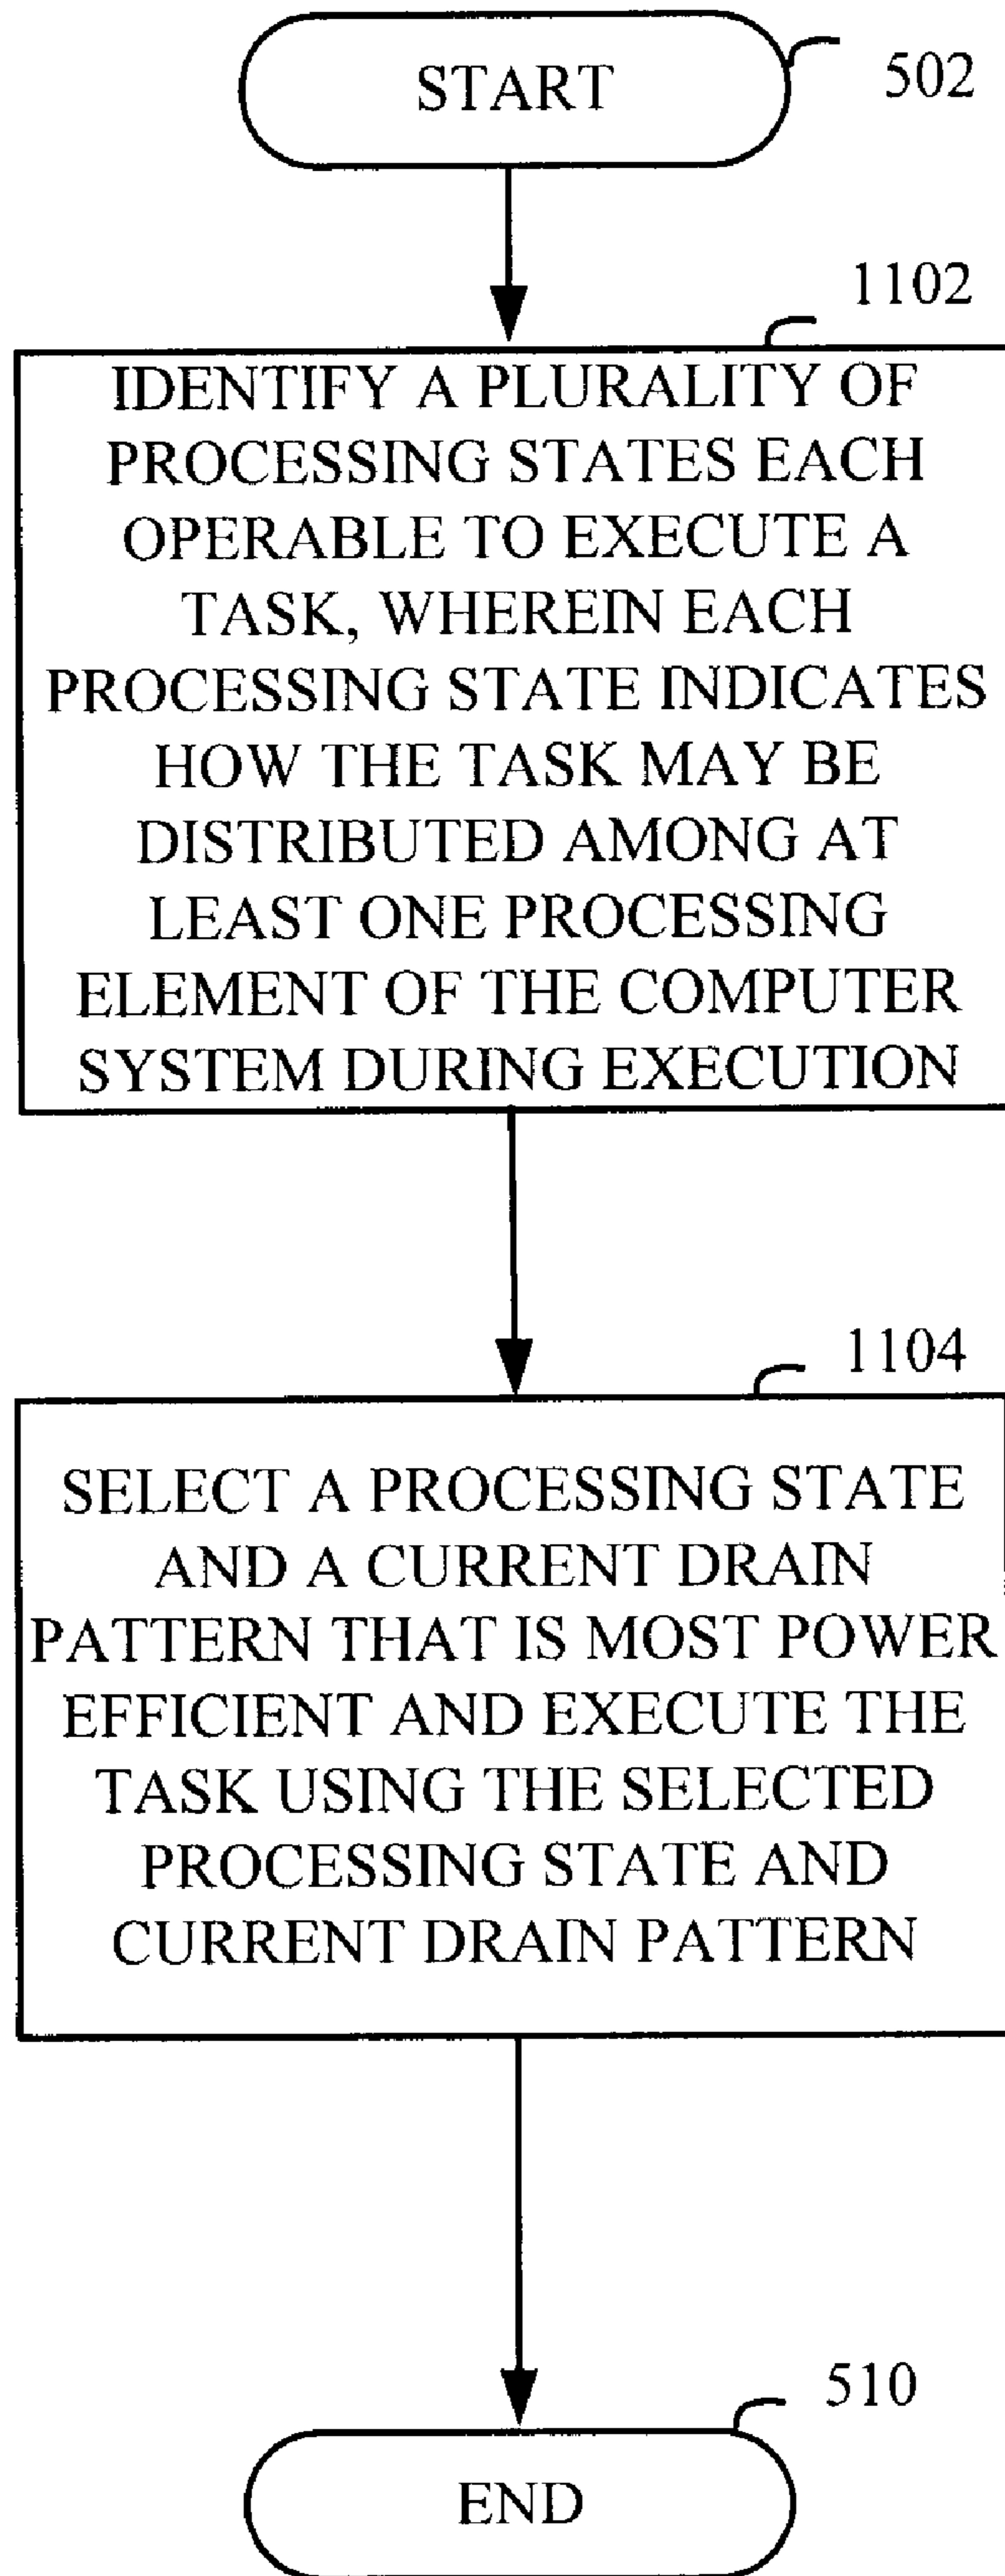 START
502
1102
IDENTIFY A PLURALITY OF
PROCESSING STATES EACH
OPERABLE TO EXECUTE A
TASK, WHEREIN EACH
PROCESSING STATE INDICATES
HOW THE TASK MAY BE
DISTRIBUTED AMONG AT
LEAST ONE PROCESSING
ELEMENT OF THE COMPUTER
SYSTEM DURING EXECUTION
1104
SELECT A PROCESSING STATE
AND A CURRENT DRAIN
PATTERN THAT IS MOST POWER
EFFICIENT AND EXECUTE THE
TASK USING THE SELECTED
PROCESSING STATE AND
CURRENT DRAIN PATTERN
510
END